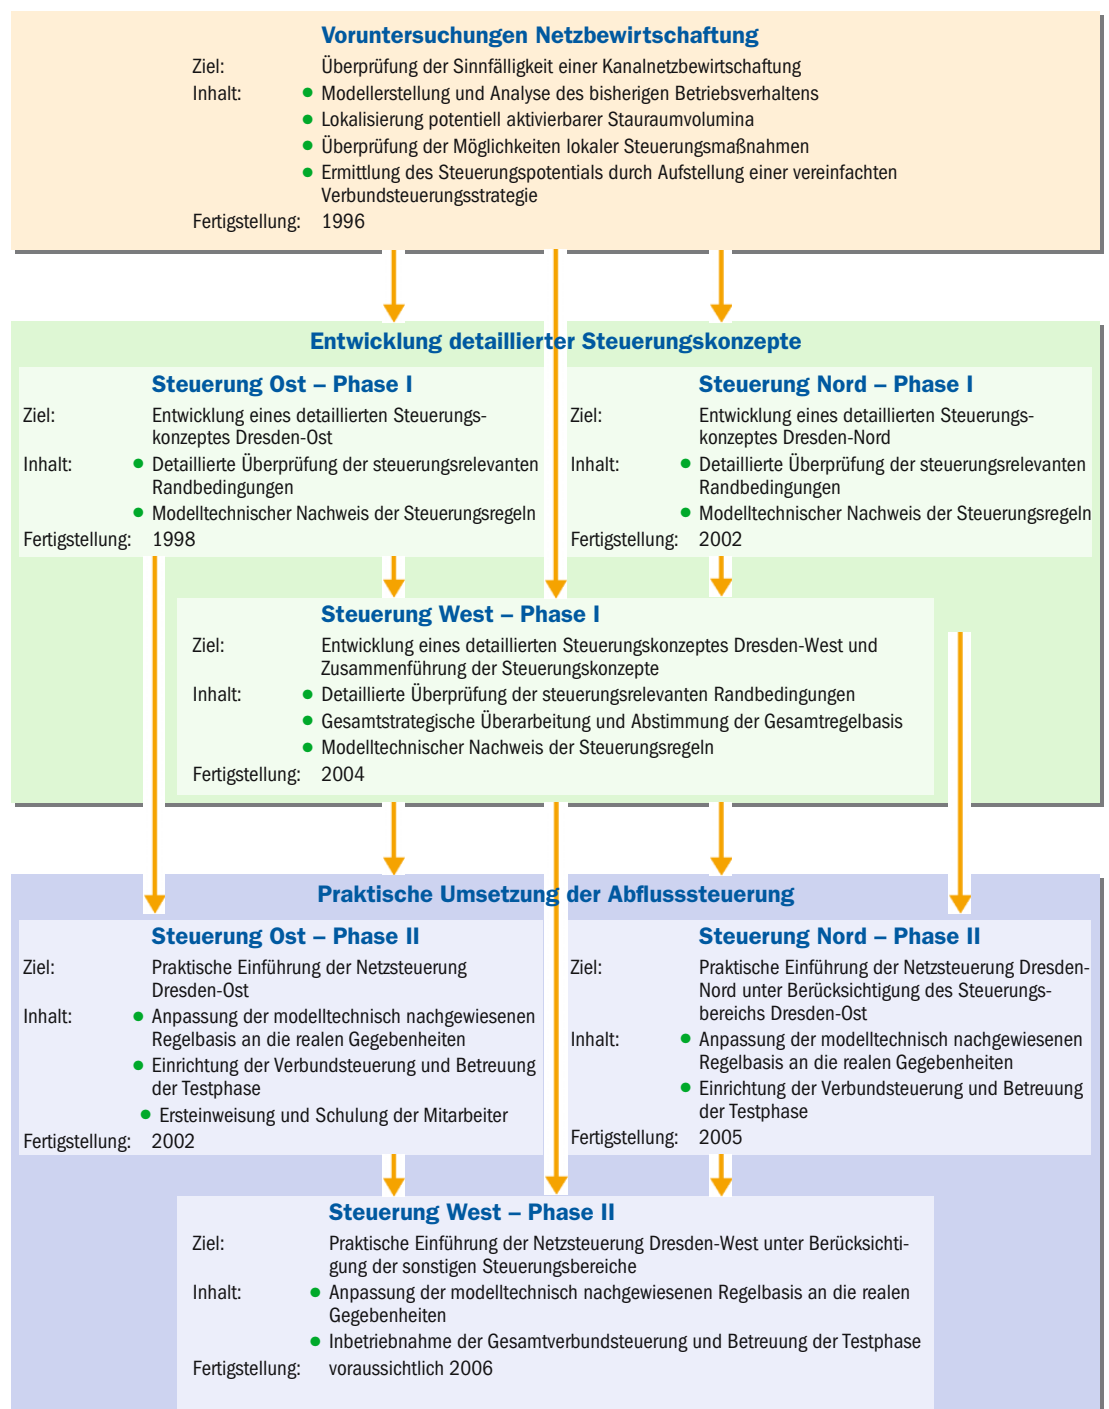 Voruntersuchungen Netzbewirtschaftung
Ziel: Überprüfung der Sinnfälligkeit einer Kanalnetzbewirtschaftung
Inhalt: ● Modellerstellung und Analyse des bisherigen Betriebsverhaltens
● Lokalisierung potentiell aktivierbarer Stauraumvolumina
● Überprüfung der Möglichkeiten lokaler Steuerungsmaßnahmen
● Ermittlung des Steuerungspotentials durch Aufstellung einer vereinfachten
Verbundsteuerungsstrategie
Fertigstellung: 1996
Entwicklung detaillierter Steuerungskonzepte
Steuerung Ost – Phase I
Ziel: Entwicklung eines detaillierten Steuerungs-
konzeptes Dresden-Ost
Inhalt: ● Detaillierte Überprüfung der steuerungsrelevanten
Randbedingungen
● Modelltechnischer Nachweis der Steuerungsregeln
Fertigstellung: 1998
Steuerung Nord – Phase I
Ziel: Entwicklung eines detaillierten Steuerungs-
konzeptes Dresden-Nord
Inhalt: ● Detaillierte Überprüfung der steuerungsrelevanten
Randbedingungen
● Modelltechnischer Nachweis der Steuerungsregeln
Fertigstellung: 2002
Steuerung West – Phase I
Ziel: Entwicklung eines detaillierten Steuerungskonzeptes Dresden-West und
Zusammenführung der Steuerungskonzepte
Inhalt: ● Detaillierte Überprüfung der steuerungsrelevanten Randbedingungen
● Gesamtstrategische Überarbeitung und Abstimmung der Gesamtregelbasis
● Modelltechnischer Nachweis der Steuerungsregeln
Fertigstellung: 2004
Praktische Umsetzung der Abflusssteuerung
Steuerung Ost – Phase II
Ziel: Praktische Einführung der Netzsteuerung
Dresden-Ost
Inhalt: ● Anpassung der modelltechnisch nachgewiesenen
Regelbasis an die realen Gegebenheiten
● Einrichtung der Verbundsteuerung und Betreuung
der Testphase
● Ersteinweisung und Schulung der Mitarbeiter
Fertigstellung: 2002
Steuerung Nord – Phase II
Ziel: Praktische Einführung der Netzsteuerung Dresden-
Nord unter Berücksichtigung des Steuerungs-
bereichs Dresden-Ost
Inhalt: ● Anpassung der modelltechnisch nachgewiesenen
Regelbasis an die realen Gegebenheiten
● Einrichtung der Verbundsteuerung und Betreuung
der Testphase
Fertigstellung: 2005
Steuerung West – Phase II
Ziel: Praktische Einführung der Netzsteuerung Dresden-West unter Berücksichti-
gung der sonstigen Steuerungsbereiche
Inhalt: ● Anpassung der modelltechnisch nachgewiesenen Regelbasis an die realen
Gegebenheiten
● Inbetriebnahme der Gesamtverbundsteuerung und Betreuung der Testphase
Fertigstellung: voraussichtlich 2006